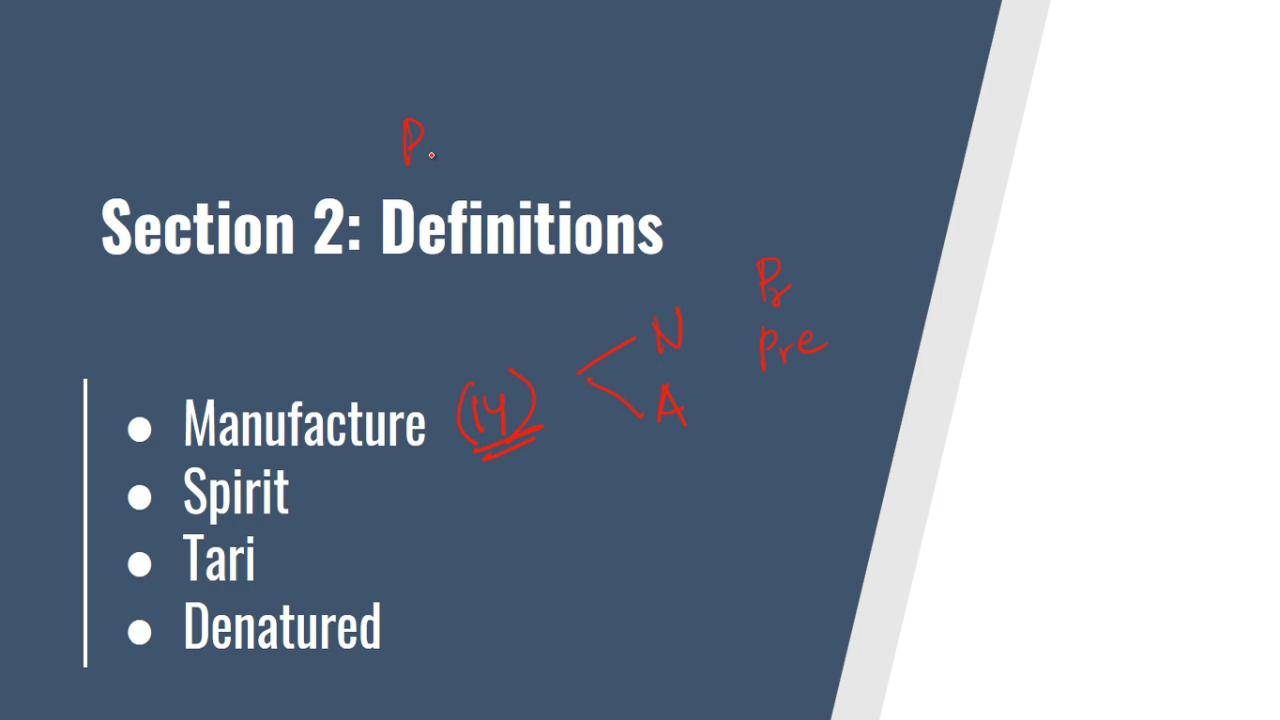 P
Section 2: Definitions
Pr
Pre
N
Manufacture (14)
A
Spirit
Tari
Denatured